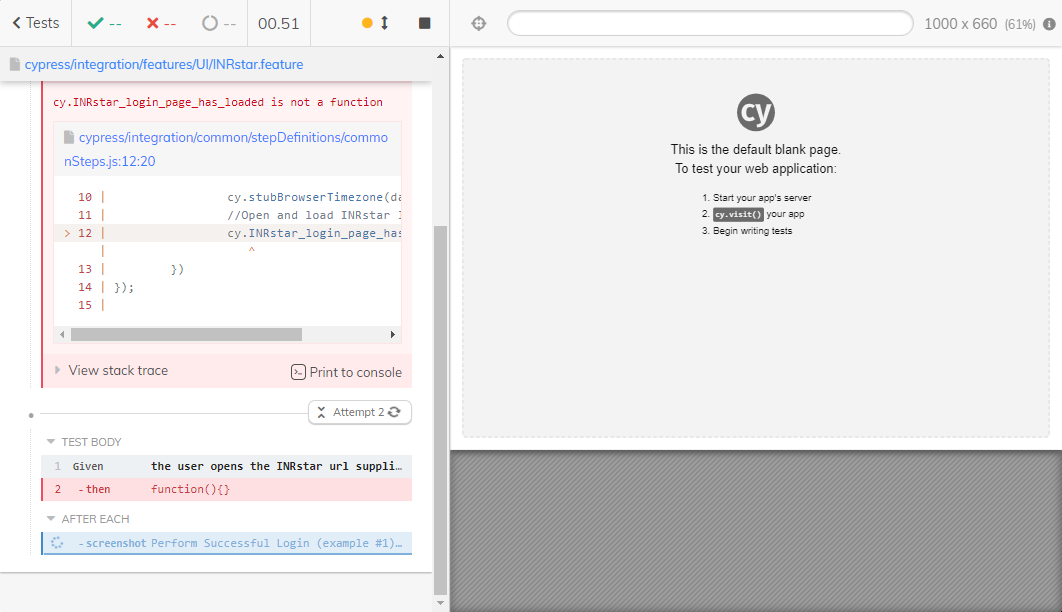 Tests
--
--
--
00.51
1000 x 660 (61%)
cypress/integration/features/UI/INRstar.feature
cy.INRstar_login_page_has_loaded is not a function
cypress/integration/common/stepDefinitions/commo
nSteps.js:12:20
10 | cy.stubBrowserTimezone(da
11 | //Open and load INRstar I
> 12 | cy.INRstar_login_page_has
| ^
13 | })
14 | });
15 |
View stack trace
Print to console
Attempt 2
TEST BODY
1 Given the user opens the INRstar url suppli…
2 -then function(){}
AFTER EACH
-screenshot Perform Successful Login (example #1)…
cy
This is the default blank page.
To test your web application:
1. Start your app's server
2. cy.visit() your app
3. Begin writing tests